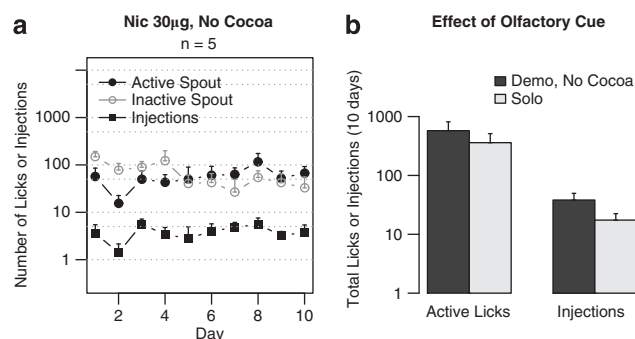 a
Nic 30µg, No Cocoa
n = 5
Active Spout
Inactive Spout
Injections
Number of Licks or Injections
1000
100
10
1
2
4
6
8
10
Day
b
Effect of Olfactory Cue
Demo, No Cocoa
Solo
Total Licks or Injections (10 days)
1000
100
10
1
Active Licks
Injections